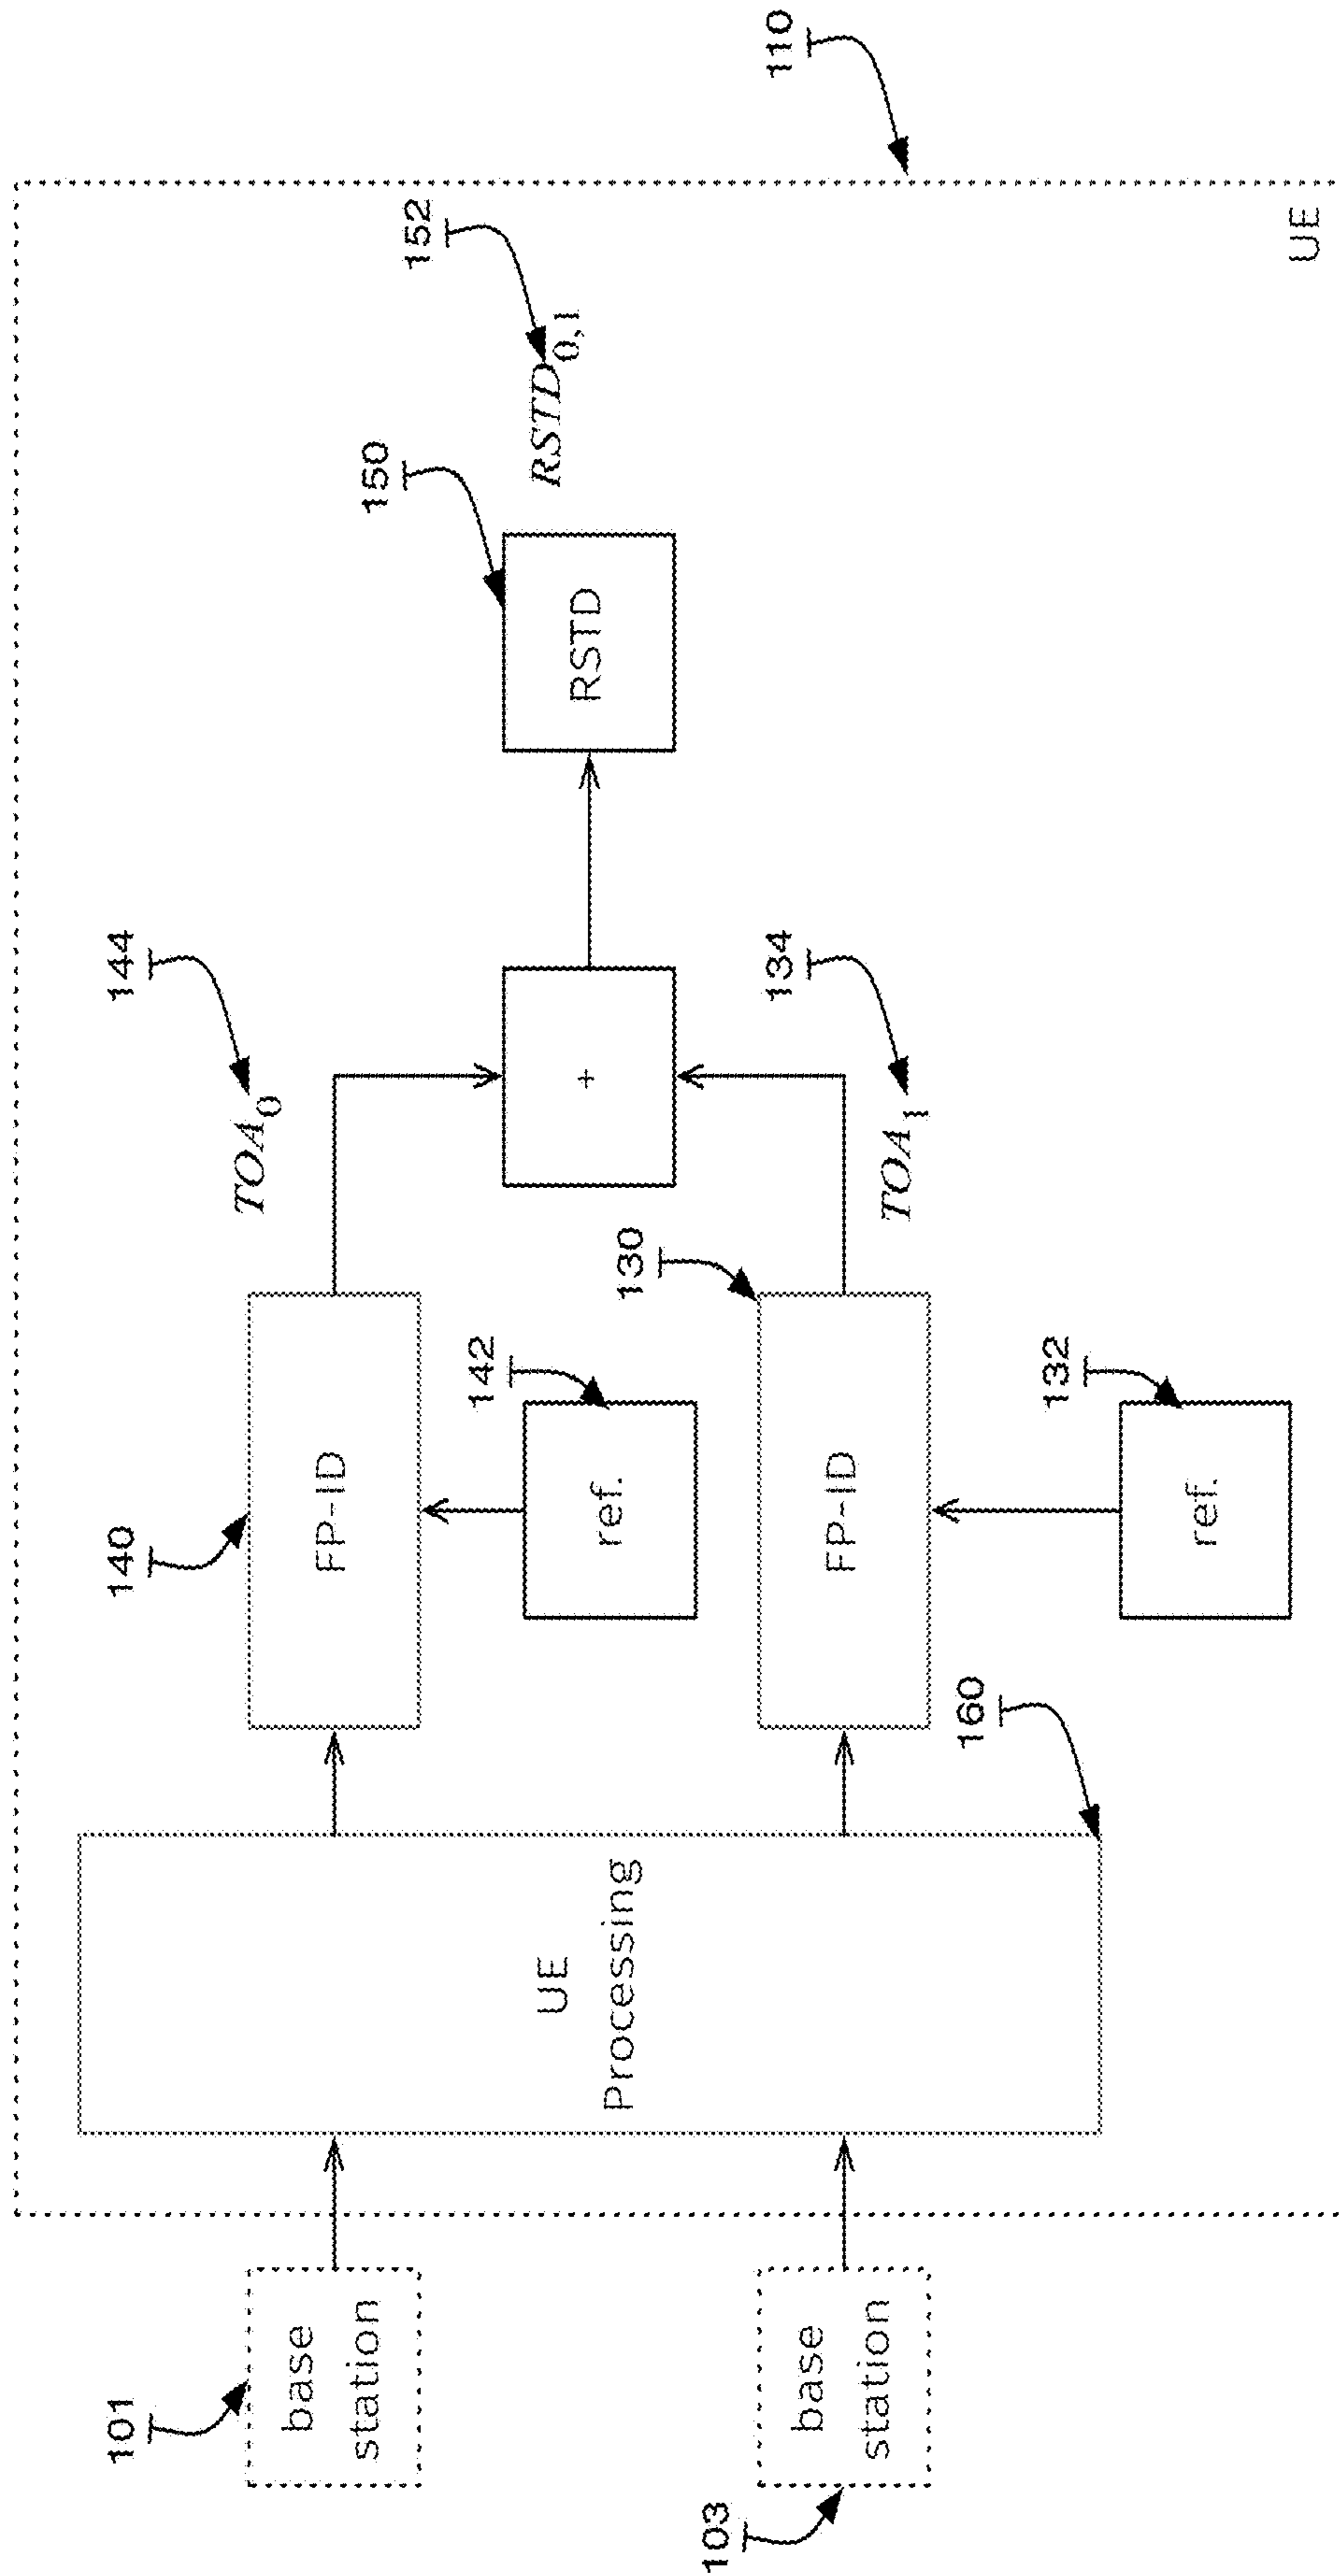 110
152
RSTD0,1
150
RSTD
144
TOA0
+
134
TOA1
140
FP-ID
142
ref.
130
FP-ID
132
ref.
160
UE
Processing
101
base
station
103
base
station
UE